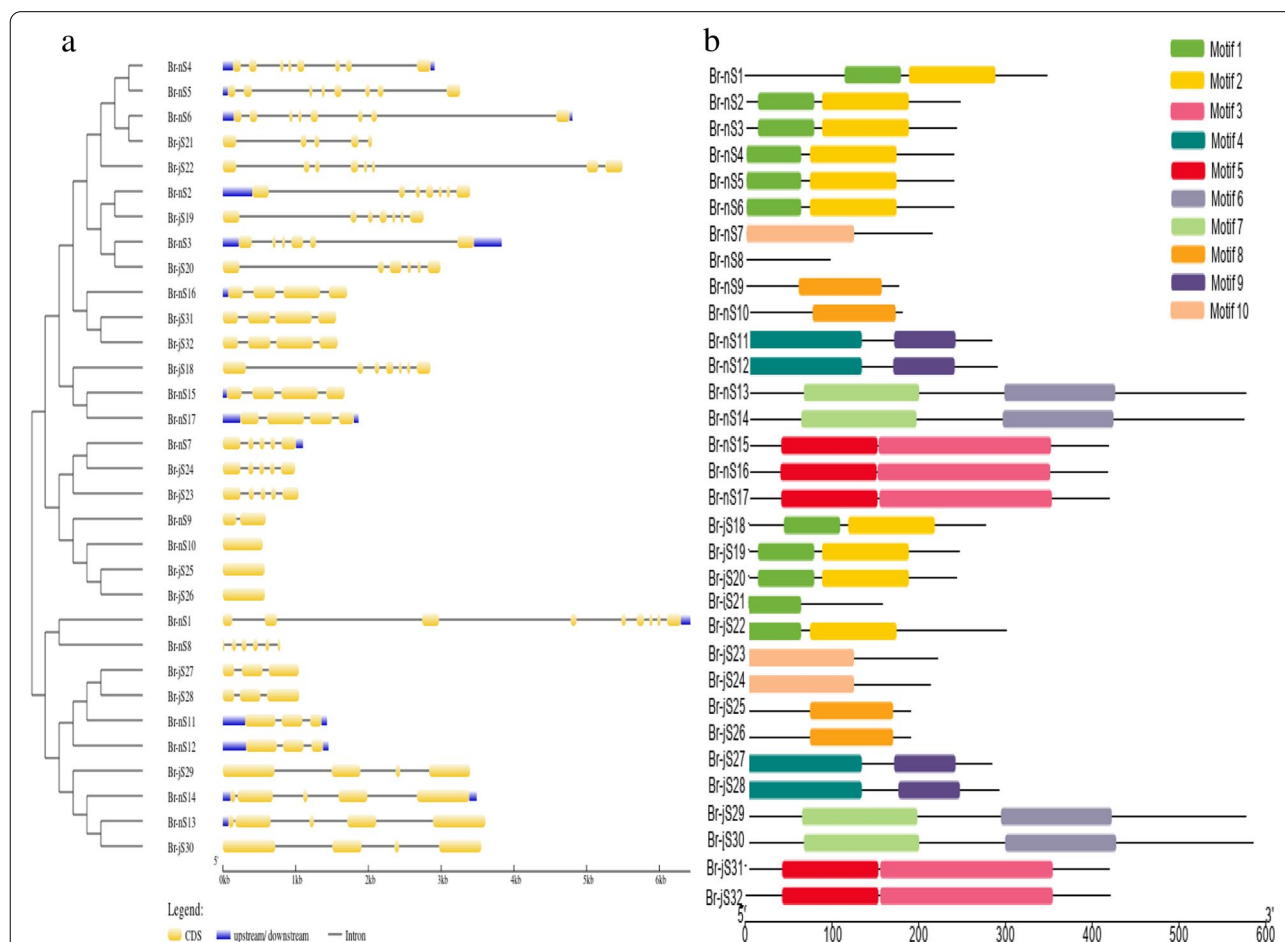 a
Br-nS4
Br-nS5
Br-nS6
Br-jS21
Br-jS22
Br-nS2
Br-jS19
Br-nS3
Br-jS20
Br-nS16
Br-jS31
Br-jS32
Br-jS18
Br-nS15
Br-nS17
Br-nS7
Br-jS24
Br-jS23
Br-nS9
Br-nS10
Br-jS25
Br-jS26
Br-nS1
Br-nS8
Br-jS27
Br-jS28
Br-nS11
Br-nS12
Br-jS29
Br-nS14
Br-nS13
Br-jS30
5'
0kb 1kb 2kb 3kb 4kb 5kb 6kb
Legend:
CDS upstream/ downstream Intron
b
Br-nS1
Br-nS2
Br-nS3
Br-nS4
Br-nS5
Br-nS6
Br-nS7
Br-nS8
Br-nS9
Br-nS10
Br-nS11
Br-nS12
Br-nS13
Br-nS14
Br-nS15
Br-nS16
Br-nS17
Br-jS18
Br-jS19
Br-jS20
Br-jS21
Br-jS22
Br-jS23
Br-jS24
Br-jS25
Br-jS26
Br-jS27
Br-jS28
Br-jS29
Br-jS30
Br-jS31
Br-jS32
5' 3'
0 100 200 300 400 500 600
Motif 1
Motif 2
Motif 3
Motif 4
Motif 5
Motif 6
Motif 7
Motif 8
Motif 9
Motif 10